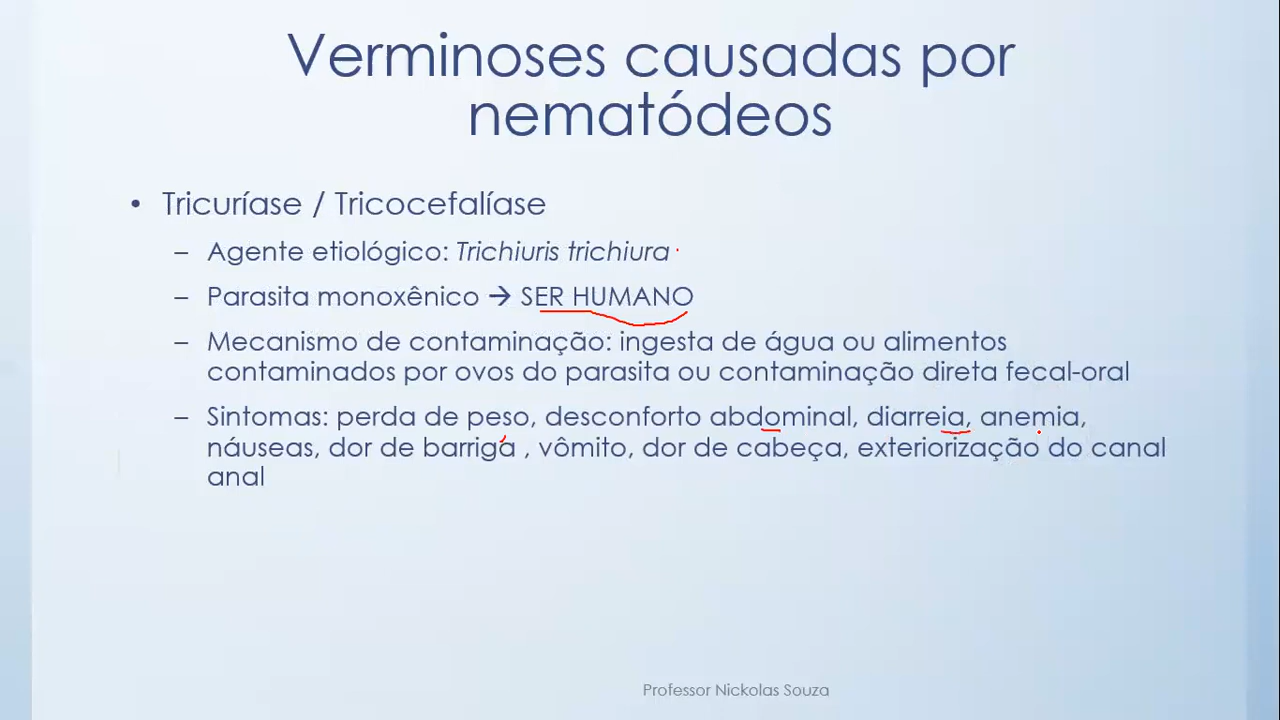 Verminoses causadas por
nematódeos
• Tricuríase / Tricocefalíase
– Agente etiológico: Trichiuris trichiura
– Parasita monoxênico → SER HUMANO
– Mecanismo de contaminação: ingesta de água ou alimentos
contaminados por ovos do parasita ou contaminação direta fecal-oral
– Sintomas: perda de peso, desconforto abdominal, diarreia, anemia,
náuseas, dor de barriga , vômito, dor de cabeça, exteriorização do canal
anal
Professor Nickolas Souza